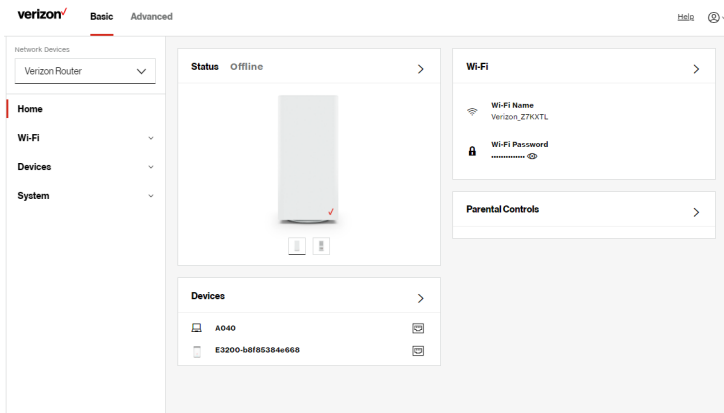 verizon Basic Advanced Help
Network Devices
Verizon Router
Home
Wi-Fi
Devices
System
Status Offline
Devices
A040
E3200-b8f85384e668
Wi-Fi
Wi-Fi Name
Verizon_Z7KXTL
Wi-Fi Password
••••••••••••••
Parental Controls